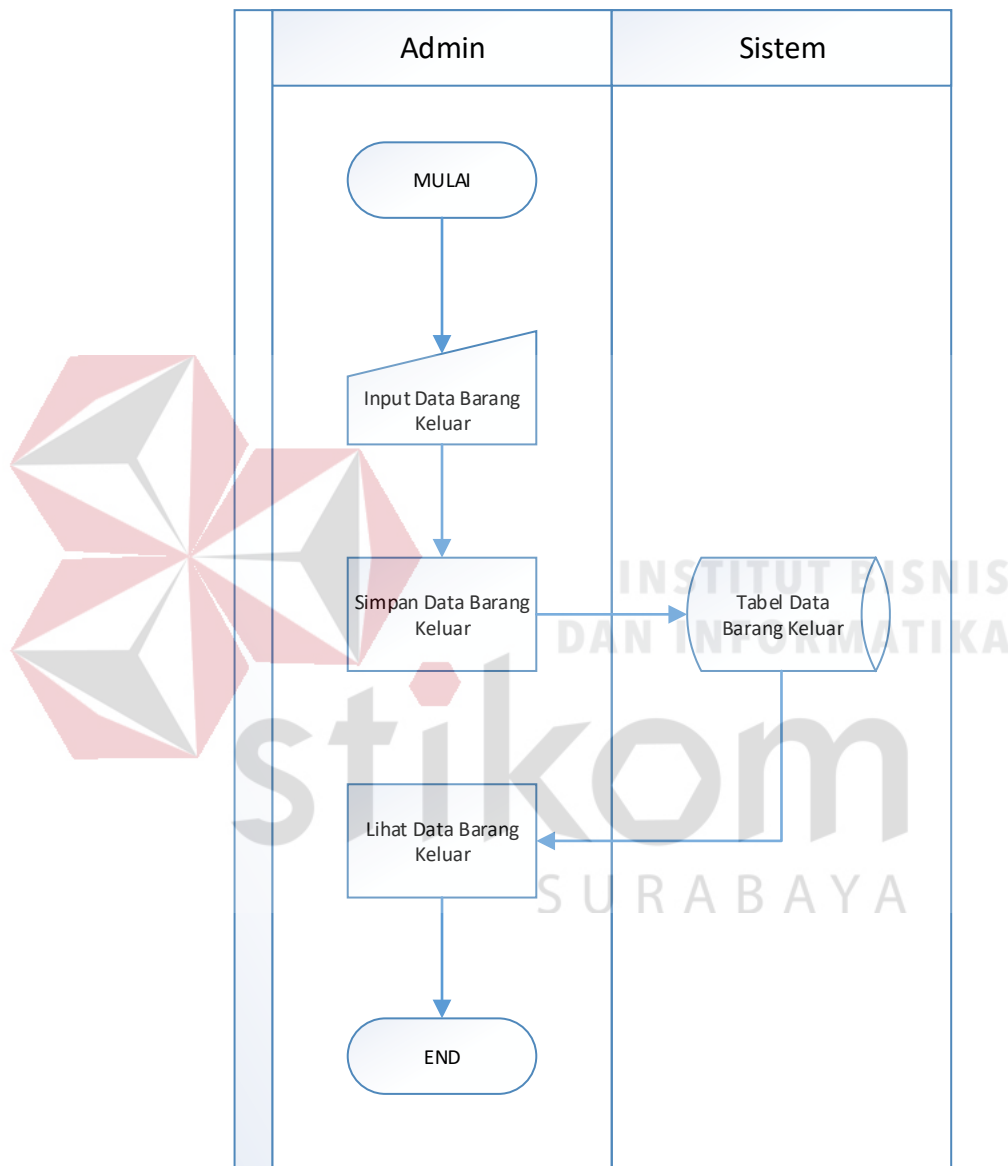 Admin
Sistem
MULAI
Input Data Barang
Keluar
Simpan Data Barang
Keluar
Tabel Data
Barang Keluar
INSTITUT BISNIS
DAN INFORMATIKA
stikom
SURABAYA
Lihat Data Barang
Keluar
END